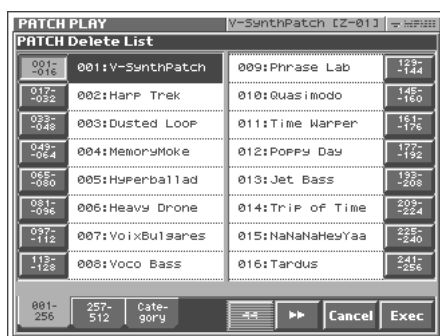 PATCH PLAY V-SynthPatch [Z-01]
PATCH Delete List
001-
-016 001:V-SynthPatch 009:Phrase Lab 129-
-144
017-
-032 002:Harp Trek 010:Quasimodo 145-
-160
033-
-048 003:Dusted Loop 011:Time Warper 161-
-176
049-
-064 004:MemoryMoke 012:Poppy Day 177-
-192
065-
-080 005:Hyperballad 013:Jet Bass 193-
-208
081-
-096 006:Heavy Drone 014:Trip of Time 209-
-224
097-
-112 007:VoixBulgares 015:NaNaNaHeyYaa 225-
-240
113-
-128 008:Voco Bass 016:Tardus 241-
-256
001-
256 257-
512 Cate-
gory Cancel Exec